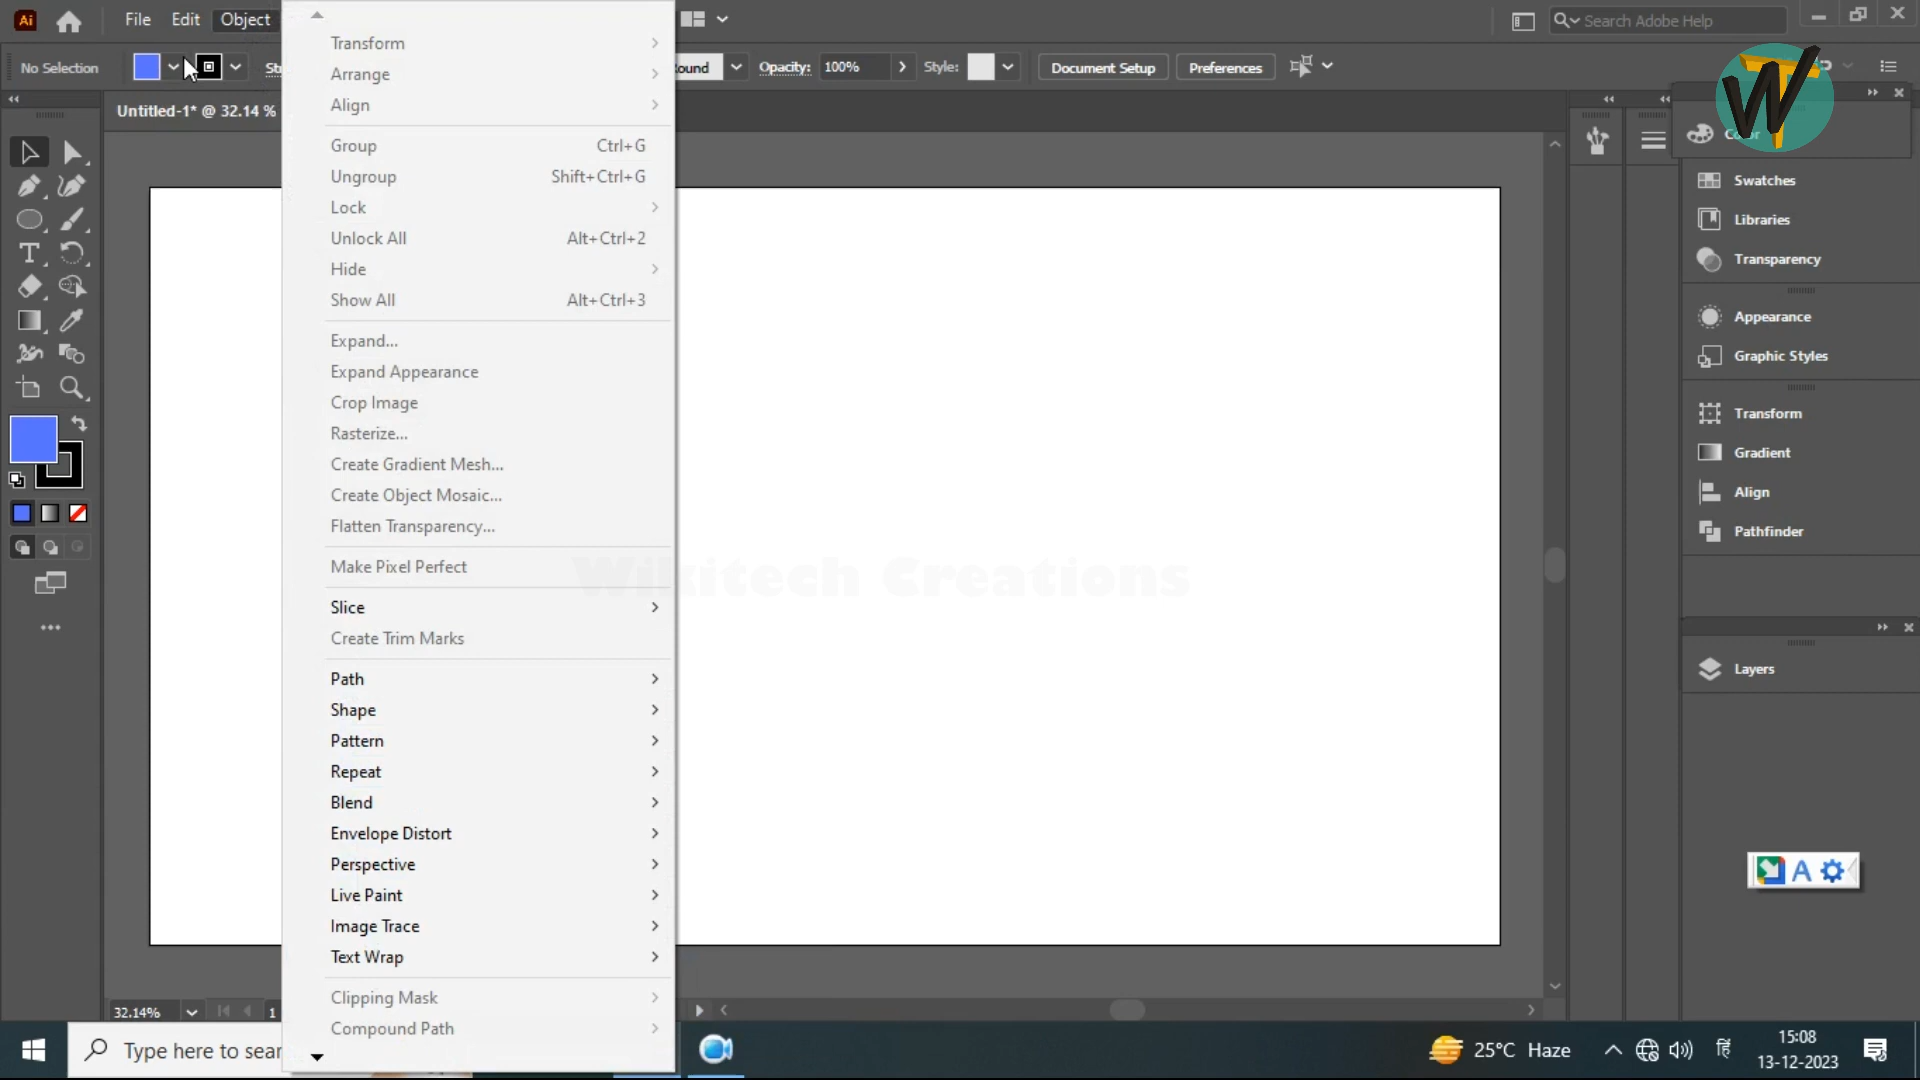 Ai
File
Edit
Object
Search Adobe Help
No Selection
Opacity:
100%
Style:
Document Setup
Preferences
Untitled-1* @ 32.14 %
Transform
Arrange
Align
Group Ctrl+G
Ungroup Shift+Ctrl+G
Lock
Unlock All Alt+Ctrl+2
Hide
Show All Alt+Ctrl+3
Expand...
Expand Appearance
Crop Image
Rasterize...
Create Gradient Mesh...
Create Object Mosaic...
Flatten Transparency...
Make Pixel Perfect
Slice
Create Trim Marks
Path
Shape
Pattern
Repeat
Blend
Envelope Distort
Perspective
Live Paint
Image Trace
Text Wrap
Clipping Mask
Compound Path
Wikitech Creations
Swatches
Libraries
Transparency
Appearance
Graphic Styles
Transform
Gradient
Align
Pathfinder
Layers
A
32.14%
1
Type here to sear
25°C Haze
हिं
15:08
13-12-2023